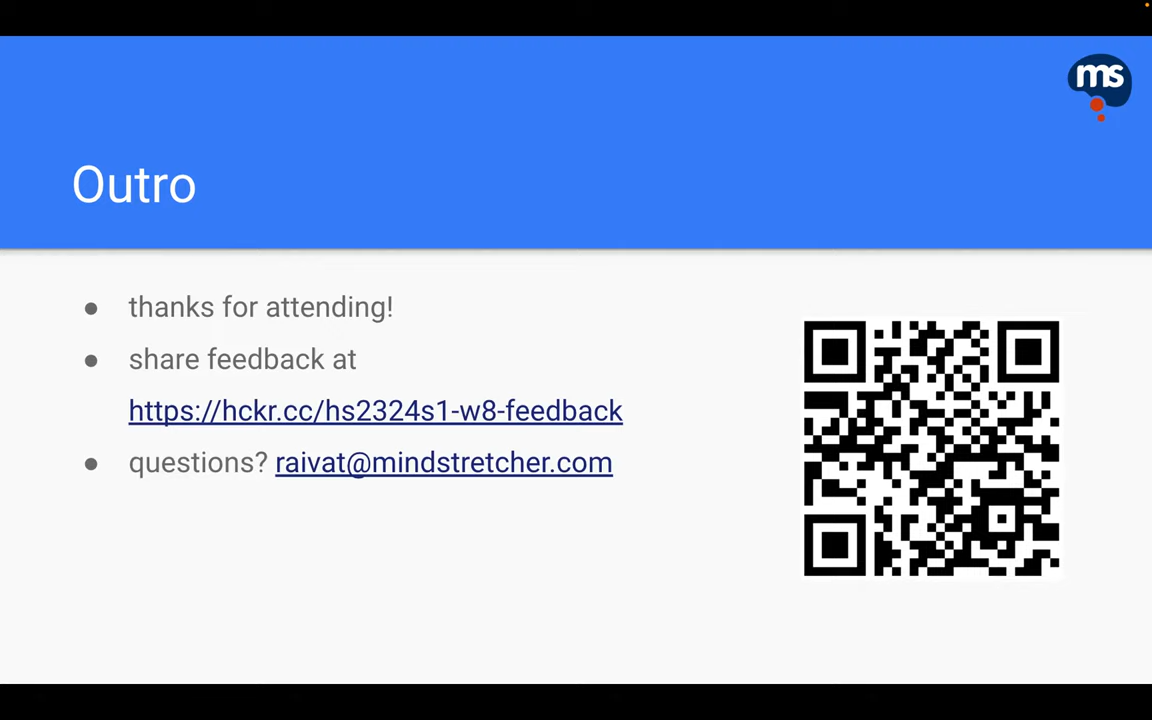 ms
Outro
● thanks for attending!
● share feedback at
https://hckr.cc/hs2324s1-w8-feedback
● questions? raivat@mindstretcher.com